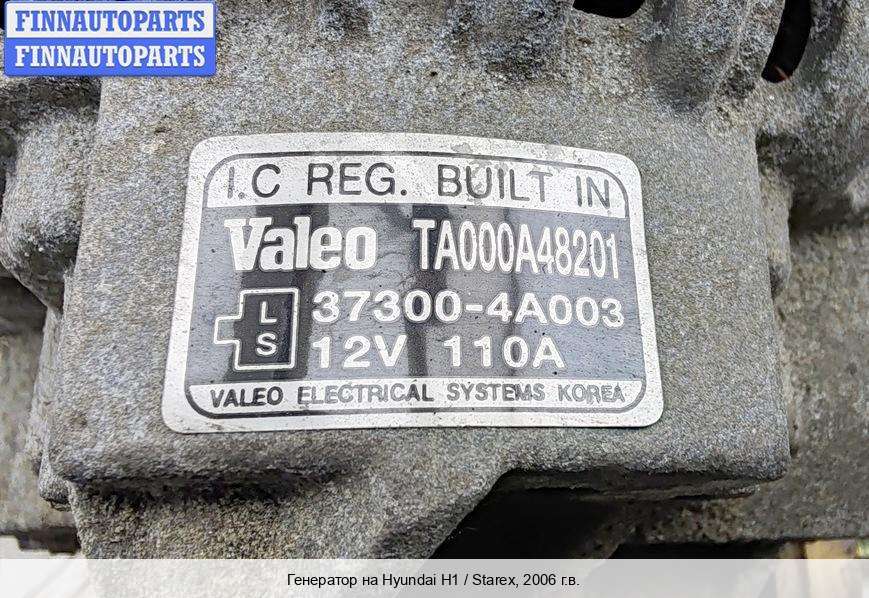 FINNAUTOPARTS
FINNAUTOPARTS
I.C REG. BUILT IN
Valeo TA000A48201
L 37300-4A003
S 12V 110A
VALEO ELECTRICAL SYSTEMS KOREA
Генератор на Hyundai H1 / Starex, 2006 г.в.